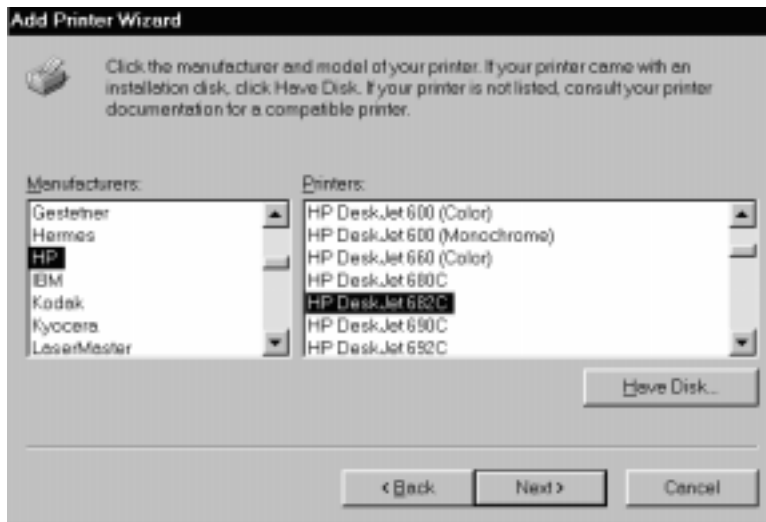 Add Printer Wizard
Click the manufacturer and model of your printer. If your printer came with an
installation disk, click Have Disk. If your printer is not listed, consult your printer
documentation for a compatible printer.
Manufacturers:
Printers:
Gestetner
Hermes
HP
IBM
Kodak
Kyocera
LaserMaster
HP DeskJet 600 (Color)
HP DeskJet 600 (Monochrome)
HP DeskJet 660 (Color)
HP DeskJet 680C
HP DeskJet 682C
HP DeskJet 690C
HP DeskJet 692C
Have Disk...
< Back
Next >
Cancel